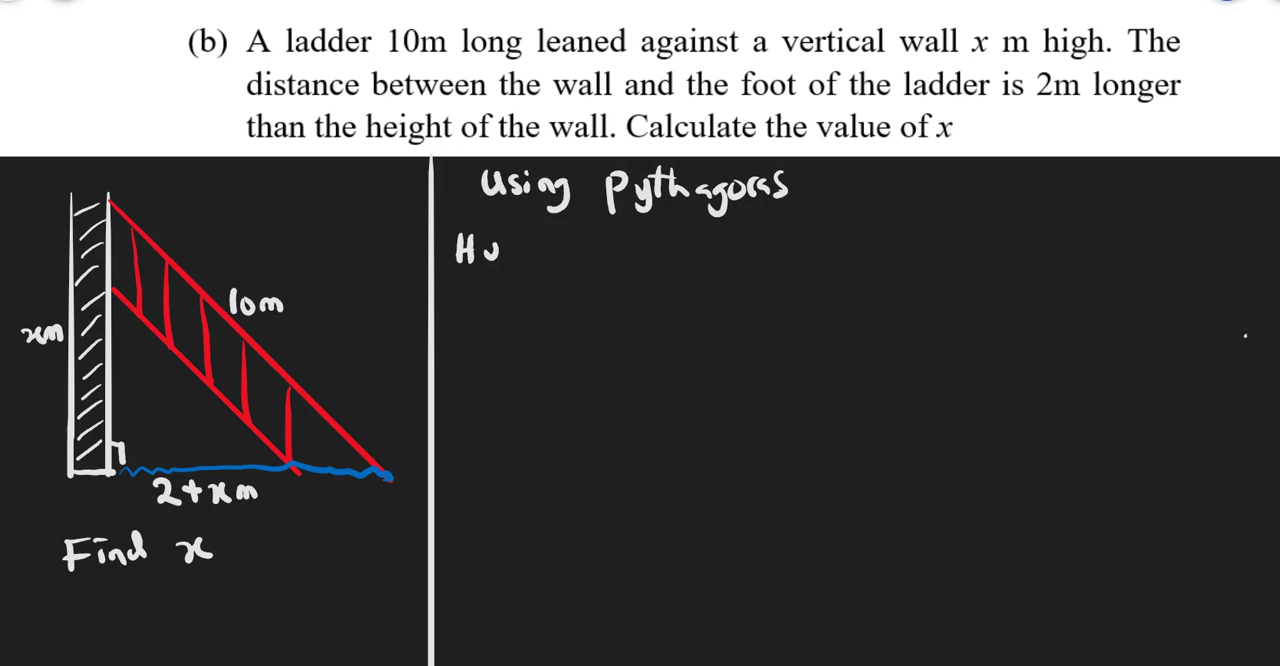 (b) A ladder 10m long leaned against a vertical wall x m high. The
distance between the wall and the foot of the ladder is 2m longer
than the height of the wall. Calculate the value of x
Using Pythagoras
Hy
10m
xm
2+xm
Find x